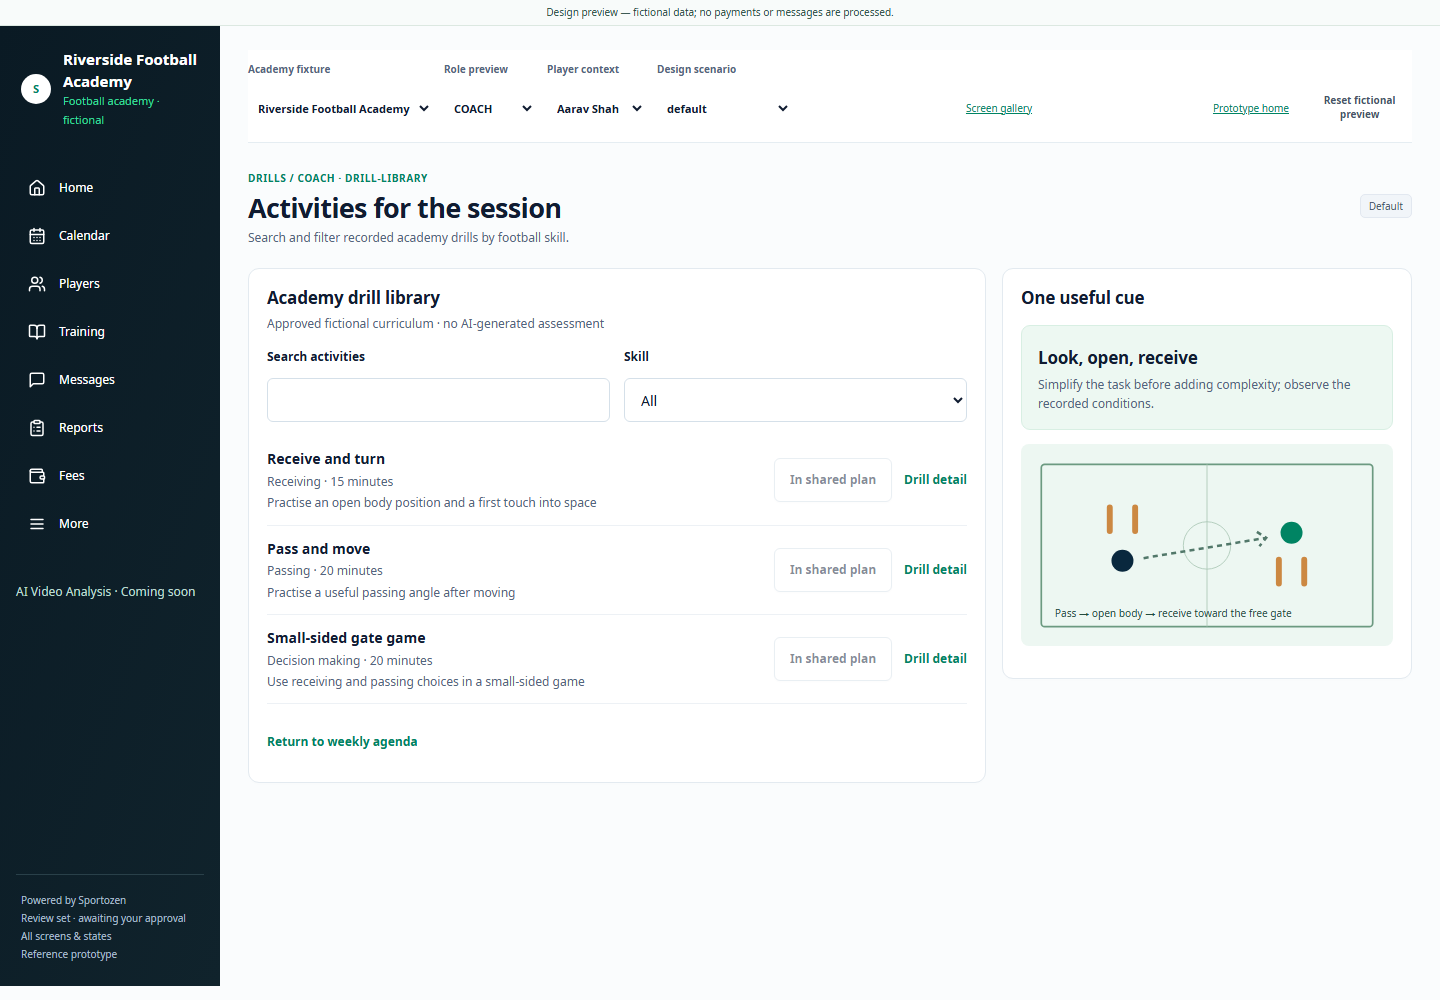 Design preview — fictional data; no payments or messages are processed.
S
Riverside Football
Academy
Football academy ·
fictional
Home
Calendar
Players
Training
Messages
Reports
Fees
More
AI Video Analysis · Coming soon
Powered by Sportozen
Review set · awaiting your approval
All screens & states
Reference prototype
Academy fixture
Riverside Football Academy
Role preview
COACH
Player context
Aarav Shah
Design scenario
default
Screen gallery
Prototype home
Reset fictional
preview
DRILLS / COACH · DRILL-LIBRARY
Activities for the session
Search and filter recorded academy drills by football skill.
Default
Academy drill library
Approved fictional curriculum · no AI-generated assessment
Search activities
Skill
All
Receive and turn
Receiving · 15 minutes
Practise an open body position and a first touch into space
In shared plan
Drill detail
Pass and move
Passing · 20 minutes
Practise a useful passing angle after moving
In shared plan
Drill detail
Small-sided gate game
Decision making · 20 minutes
Use receiving and passing choices in a small-sided game
In shared plan
Drill detail
Return to weekly agenda
One useful cue
Look, open, receive
Simplify the task before adding complexity; observe the
recorded conditions.
Pass → open body → receive toward the free gate